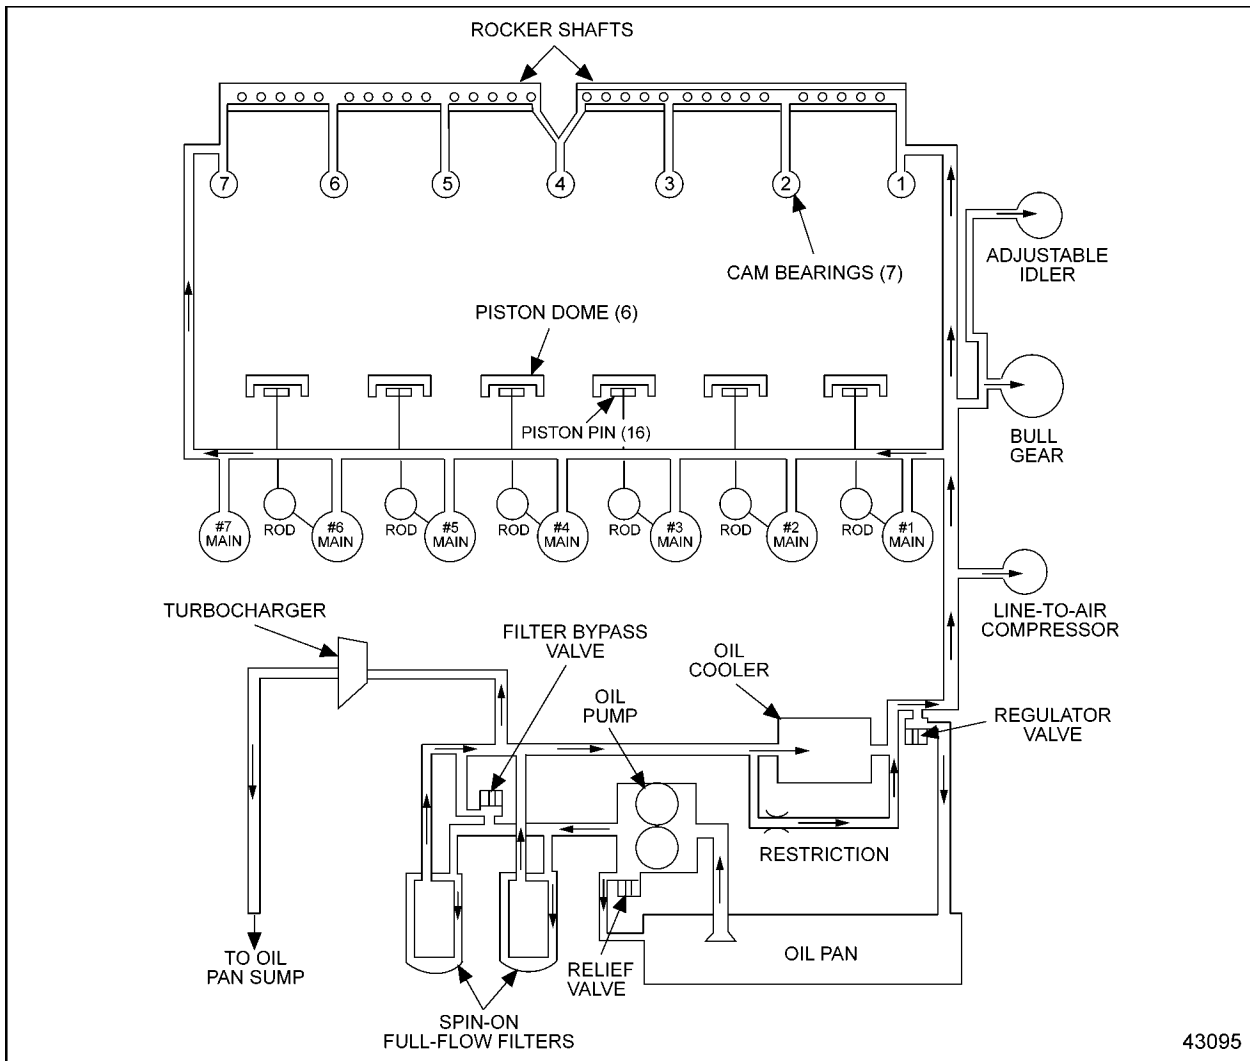 ROCKER SHAFTS
7
6
5
4
3
2
1
ADJUSTABLE
IDLER
CAM BEARINGS (7)
PISTON DOME (6)
PISTON PIN (16)
BULL
GEAR
#7
MAIN
ROD
#6
MAIN
ROD
#5
MAIN
ROD
#4
MAIN
ROD
#3
MAIN
ROD
#2
MAIN
ROD
#1
MAIN
LINE-TO-AIR
COMPRESSOR
TURBOCHARGER
FILTER BYPASS
VALVE
OIL
PUMP
OIL
COOLER
REGULATOR
VALVE
RESTRICTION
OIL PAN
TO OIL
PAN SUMP
RELIEF
VALVE
SPIN-ON
FULL-FLOW FILTERS
43095